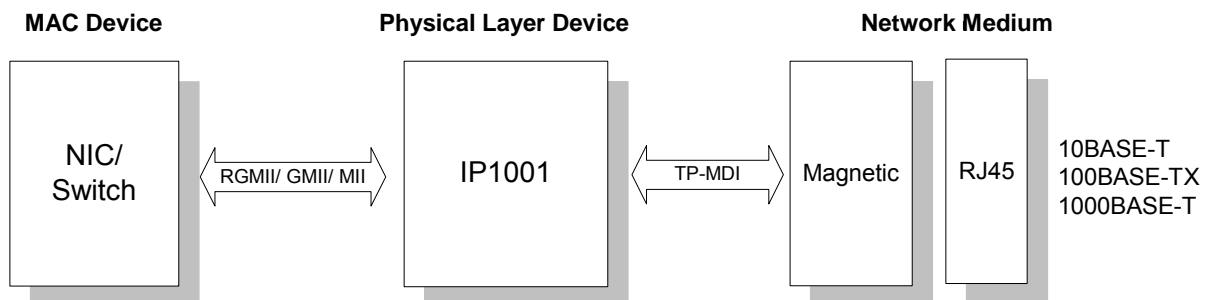 MAC Device
Physical Layer Device
Network Medium
NIC/
Switch
RGMII/ GMII/ MII
IP1001
TP-MDI
Magnetic
RJ45
10BASE-T
100BASE-TX
1000BASE-T